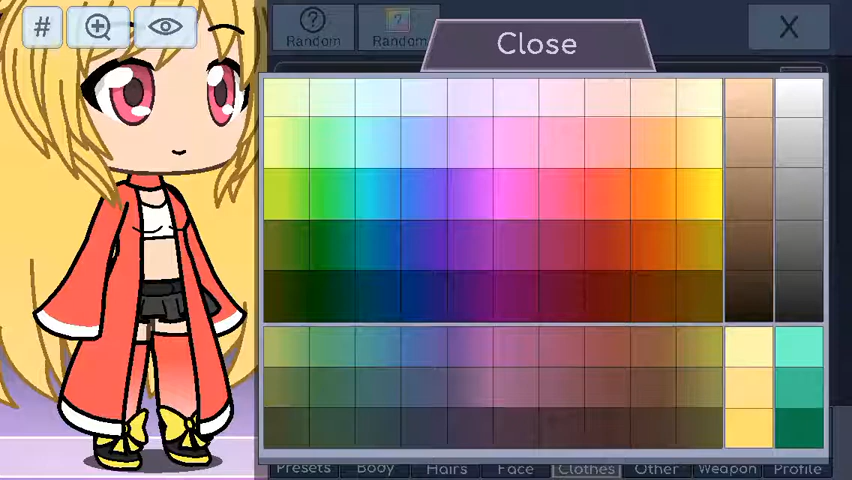 #
?
Random
?
Random
Close
X
Presets Body Hairs Face Clothes Other Weapon Profile